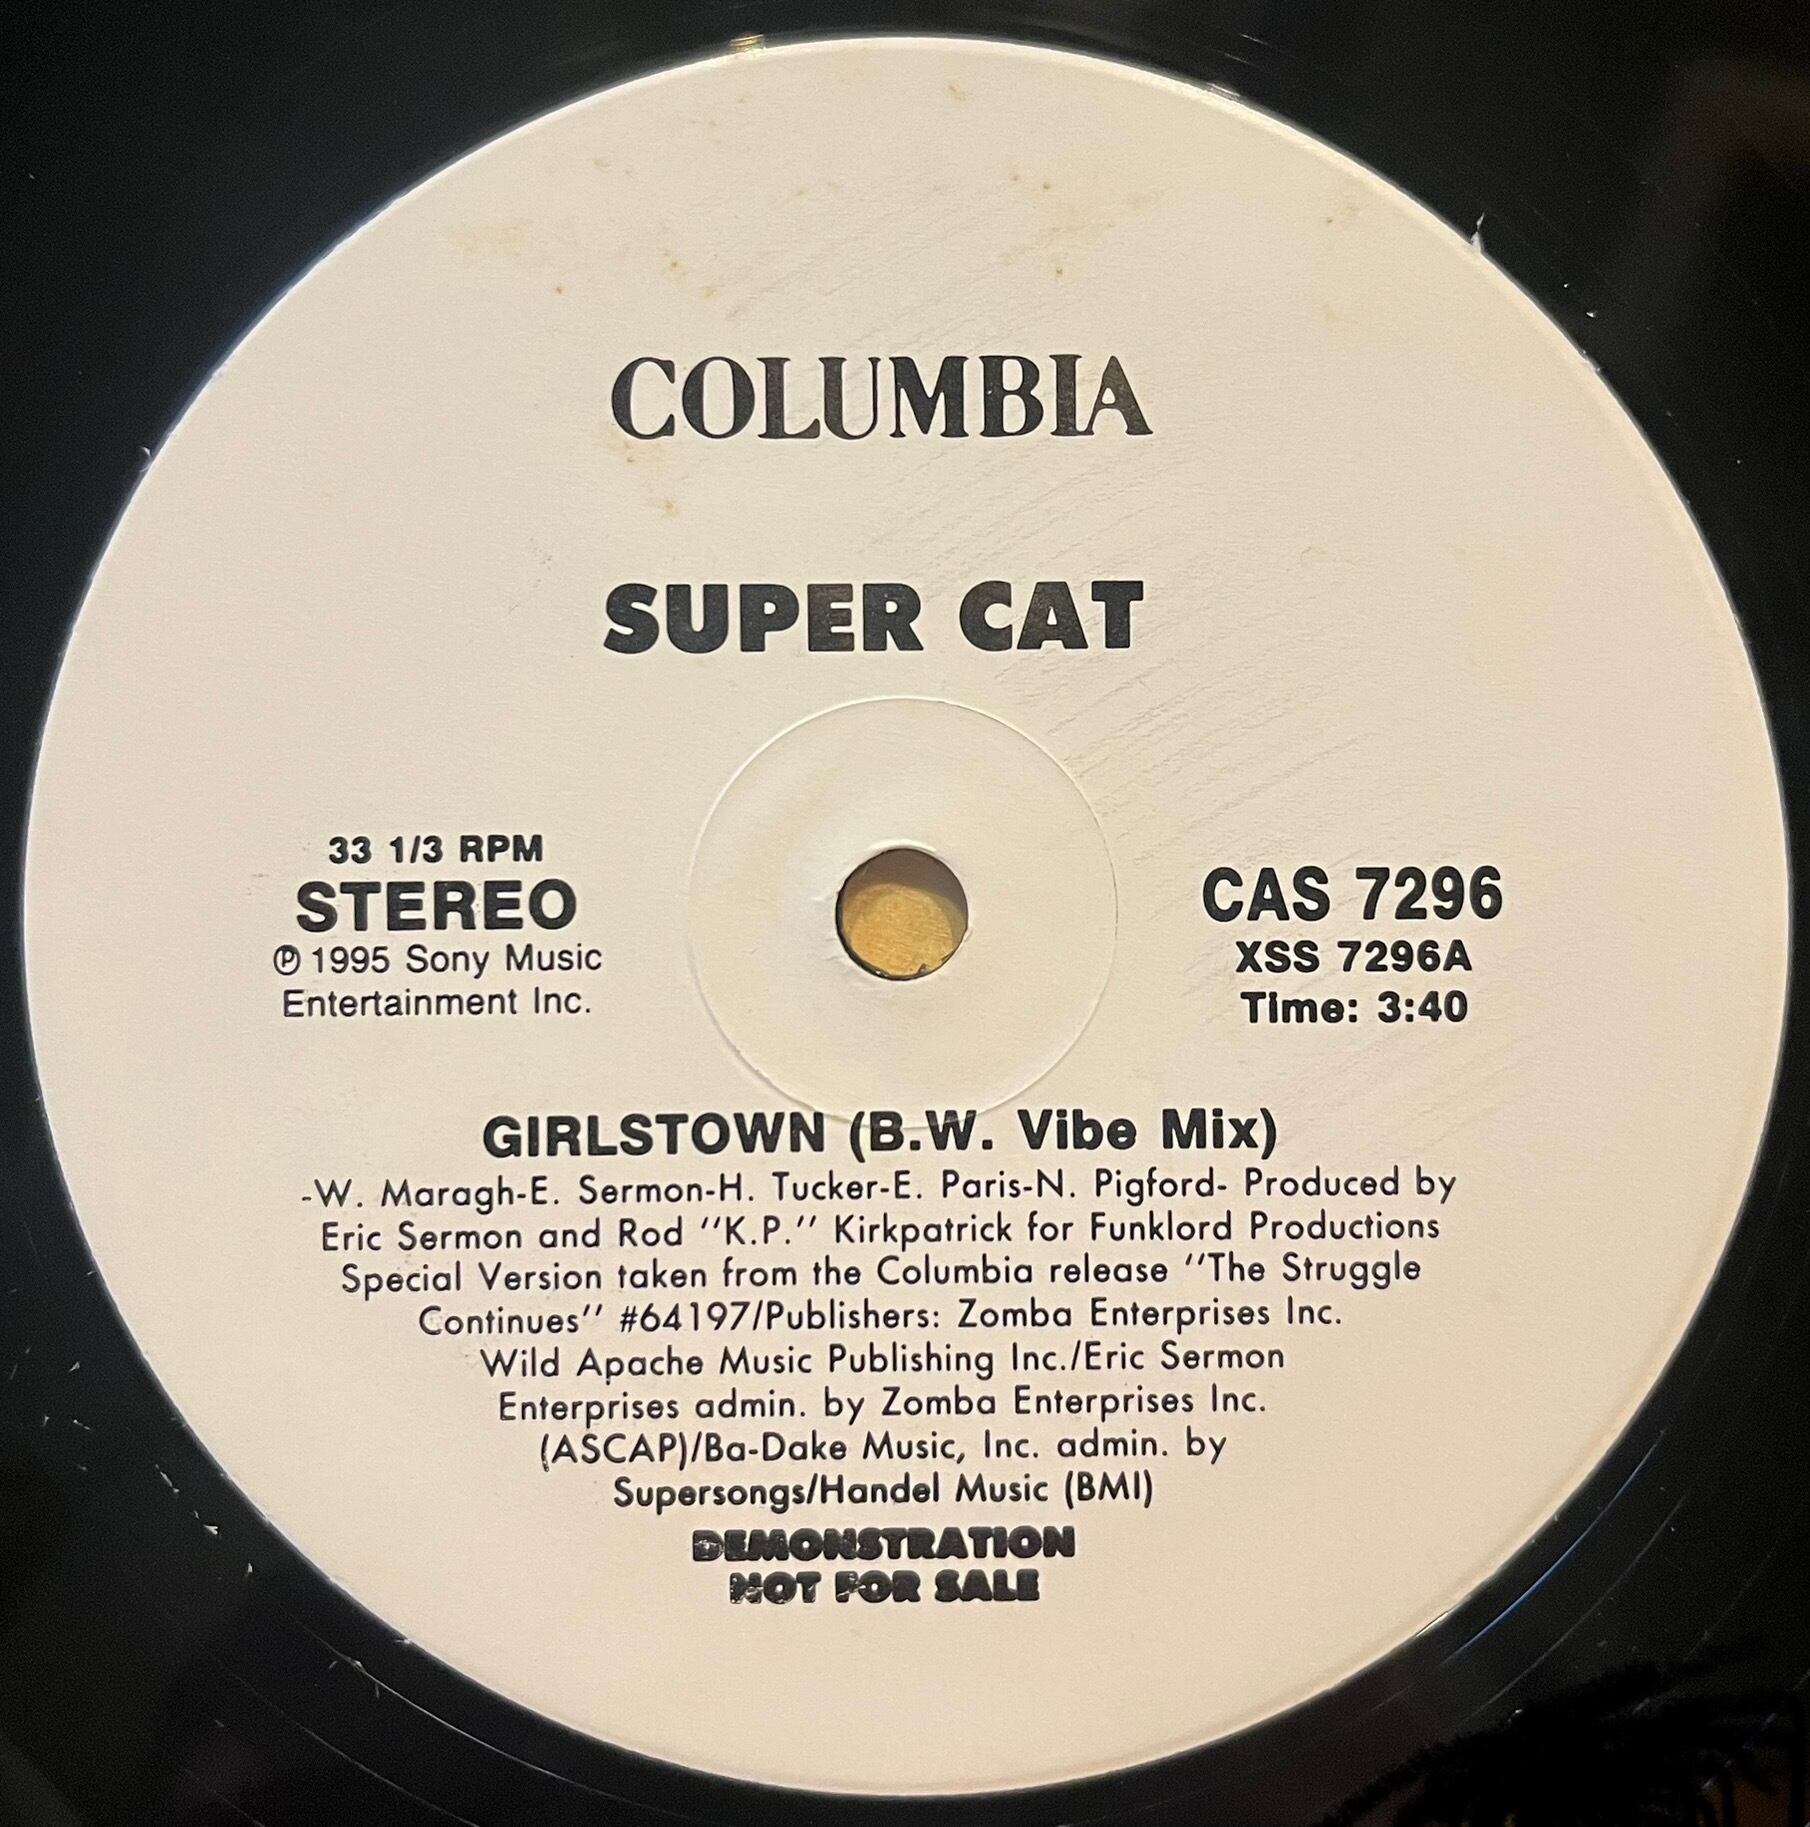 COLUMBIA
SUPER CAT
33 1/3 RPM
STEREO
℗ 1995 Sony Music
Entertainment Inc.
CAS 7296
XSS 7296A
Time: 3:40
GIRLSTOWN (B.W. Vibe Mix)
-W. Maragh-E. Sermon-H. Tucker-E. Paris-N. Pigford- Produced by
Eric Sermon and Rod "K.P." Kirkpatrick for Funklord Productions
Special Version taken from the Columbia release "The Struggle
Continues" #64197/Publishers: Zomba Enterprises Inc.
Wild Apache Music Publishing Inc./Eric Sermon
Enterprises admin. by Zomba Enterprises Inc.
(ASCAP)/Ba-Dake Music, Inc. admin. by
Supersongs/Handel Music (BMI)
DEMONSTRATION
NOT FOR SALE